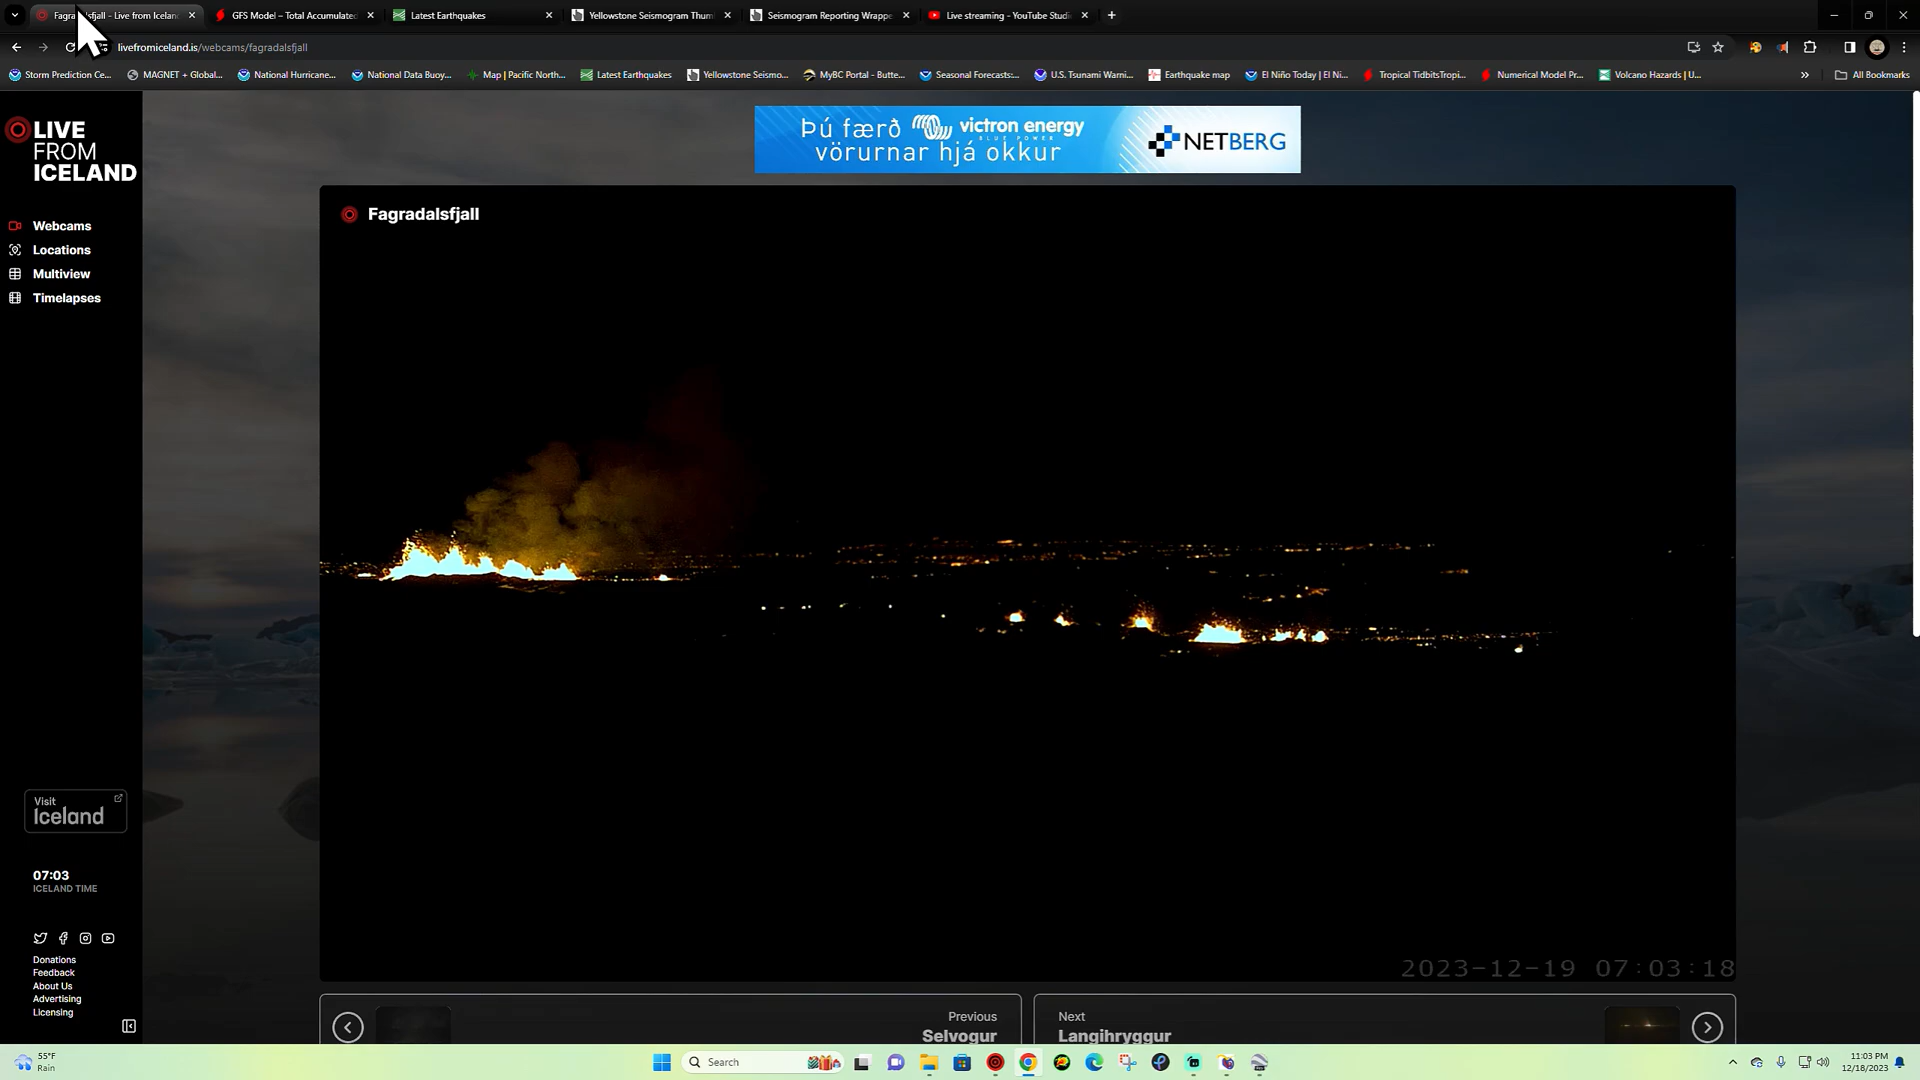 Fagradalsfjall - Live from Icelan
GFS Model – Total Accumulated
Latest Earthquakes
Yellowstone Seismogram Thum
Seismogram Reporting Wrappe
Live streaming - YouTube Studi
livefromiceland.is/webcams/fagradalsfjall
Storm Prediction Ce...
MAGNET + Global...
National Hurricane...
National Data Buoy...
Map | Pacific North...
Latest Earthquakes
Yellowstone Seismo...
MyBC Portal - Butte...
Seasonal Forecasts:...
U.S. Tsunami Warni...
Earthquake map
El Niño Today | El Ni...
Tropical TidbitsTropi...
Numerical Model Pr...
Volcano Hazards | U...
»
All Bookmarks
LIVE
FROM
ICELAND
Þú færð victron energy
BLUE POWER
vörurnar hjá okkur
NETBERG
Webcams
Locations
Multiview
Timelapses
Fagradalsfjall
Visit
Iceland
07:03
ICELAND TIME
Donations
Feedback
About Us
Advertising
Licensing
2023-12-19 07:03:18
Previous
Selvogur
Next
Langihryggur
55°F
Rain
Search
11:03 PM
12/18/2023